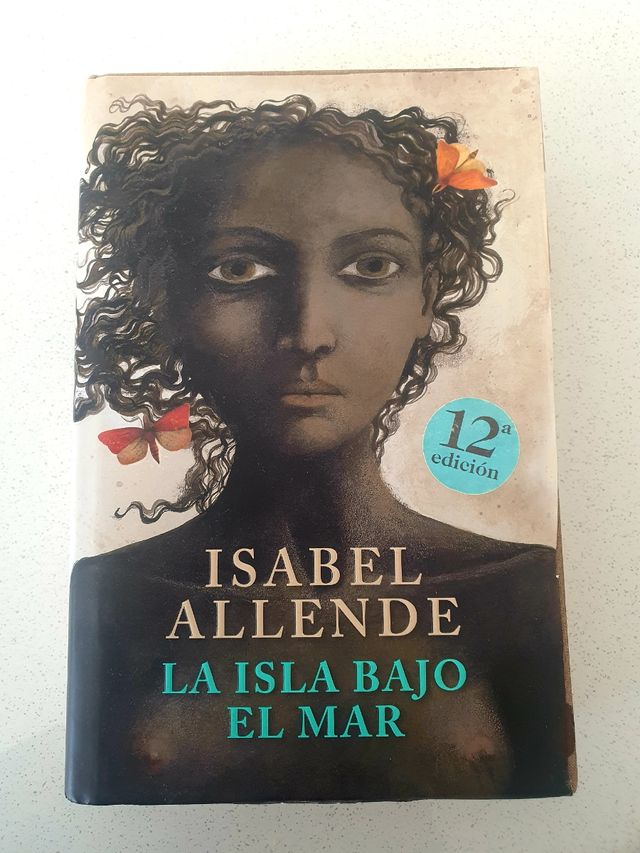 12ª
edición
ISABEL
ALLENDE
LA ISLA BAJO
EL MAR